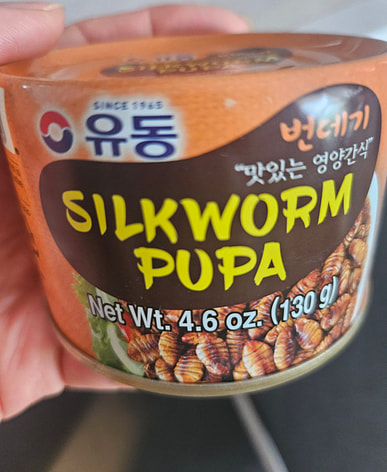 SINCE 1965
유동
번데기
"맛있는 영양간식"
SILKWORM
PUPA
Net Wt. 4.6 oz. (130 g)